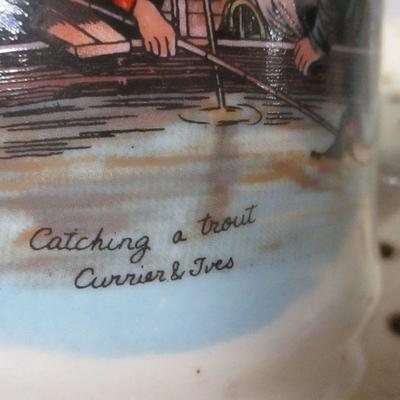 Catching a trout
Currier & Ives